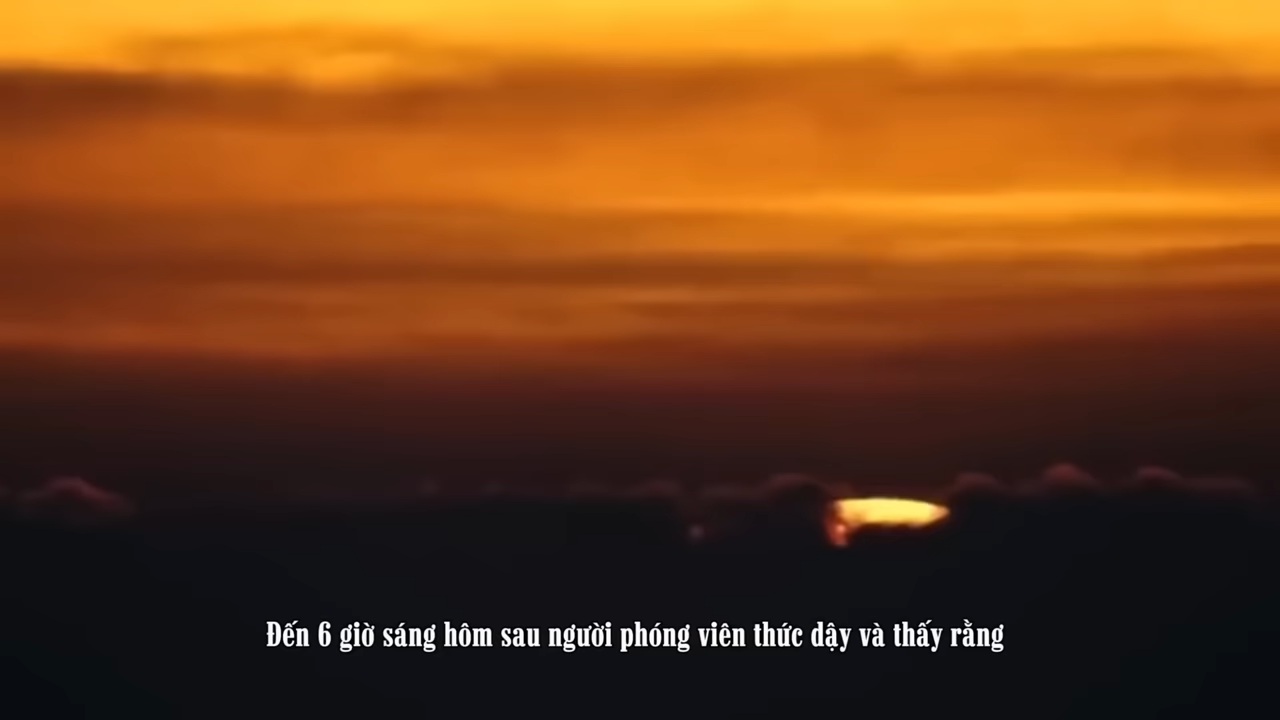 Đến 6 giờ sáng hôm sau người phóng viên thức dậy và thấy rằng